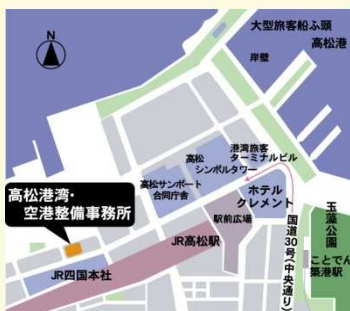 N
大型旅客船ふ頭
高松港
岸壁
港湾旅客
ターミナルビル
高松
シンボルタワー
高松サンポート
合同庁舎
ホテル
クレメント
高松港湾・
空港整備事務所
駅前広場
JR高松駅
国道30号(中央通り)
玉藻公園
ことでん
築港駅
JR四国本社